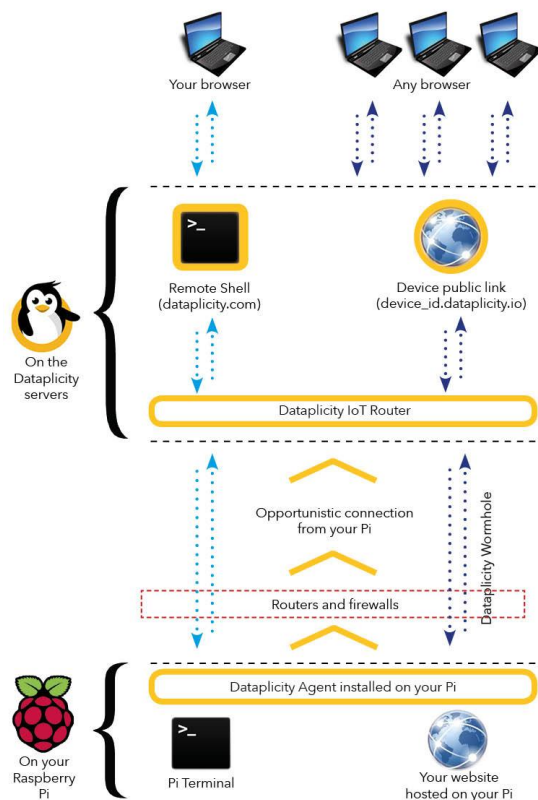 Your browser
Any browser
>_
Remote Shell
(dataplicity.com)
Device public link
(device_id.dataplicity.io)
On the
Dataplicity
servers
Dataplicity IoT Router
Opportunistic connection
from your Pi
Dataplicity Wormhole
Routers and firewalls
Dataplicity Agent installed on your Pi
>_
On your
Raspberry
Pi
Pi Terminal
Your website
hosted on your Pi